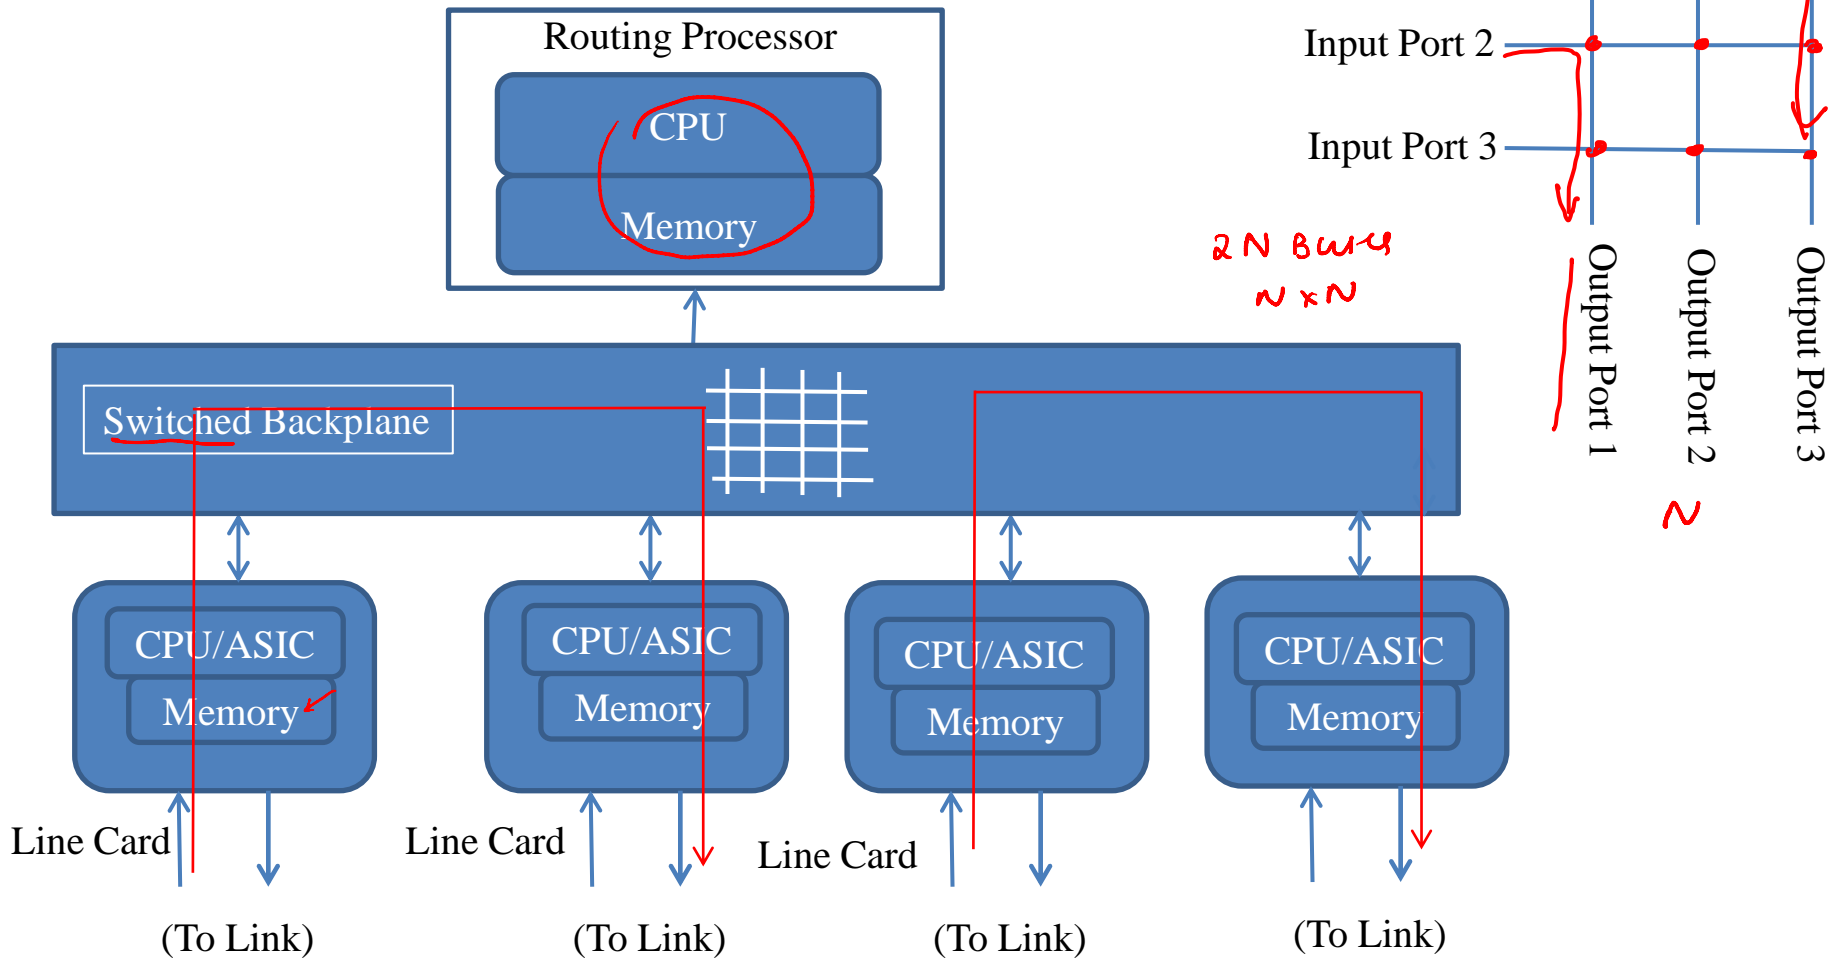 Routing Processor
CPU
Memory
Input Port 2
Input Port 3
2N Buses
N x N
Output Port 1
Output Port 2
Output Port 3
N
Switched Backplane
CPU/ASIC
Memory
CPU/ASIC
Memory
CPU/ASIC
Memory
CPU/ASIC
Memory
Line Card
Line Card
Line Card
(To Link)
(To Link)
(To Link)
(To Link)